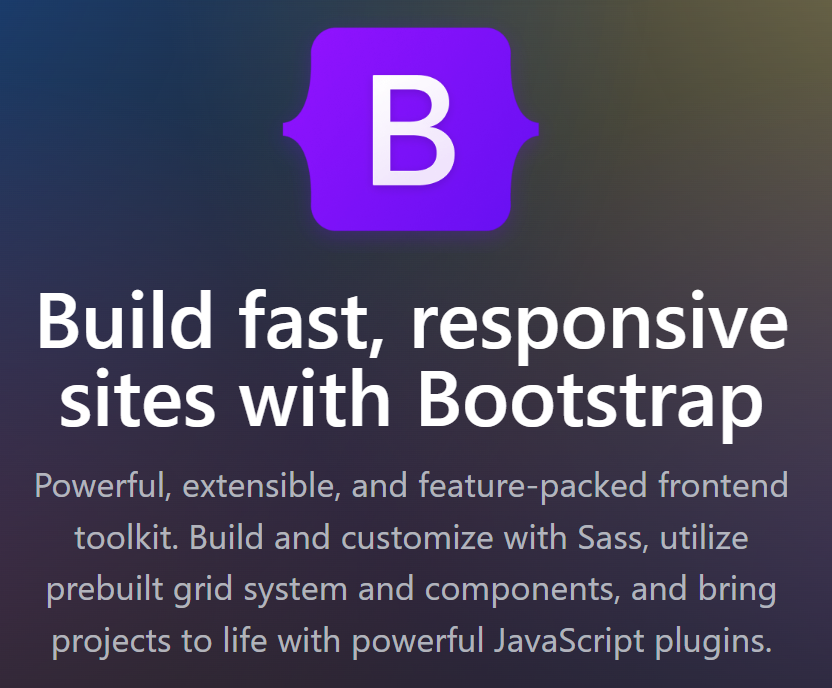 B
Build fast, responsive
sites with Bootstrap
Powerful, extensible, and feature-packed frontend
toolkit. Build and customize with Sass, utilize
prebuilt grid system and components, and bring
projects to life with powerful JavaScript plugins.